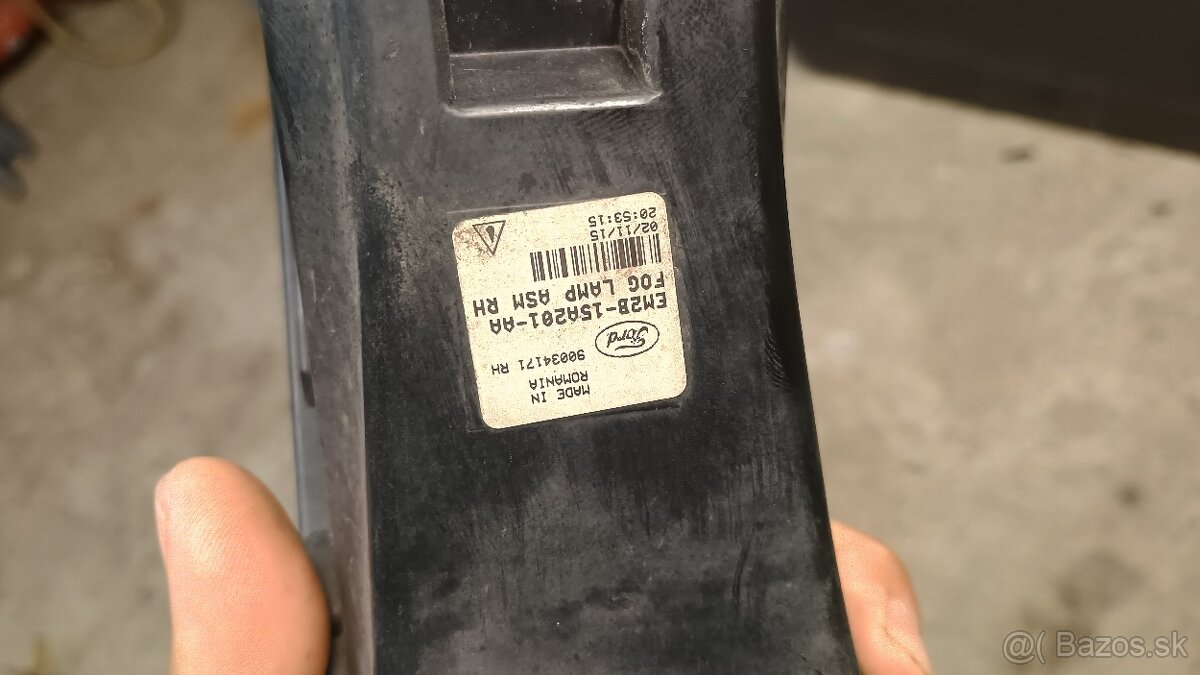 MADE IN
ROMANIA
90034171 RH
Ford
EM2B-15A201-AA
FOG LAMP ASM RH
02/11/15
20:53:15
@( Bazos.sk